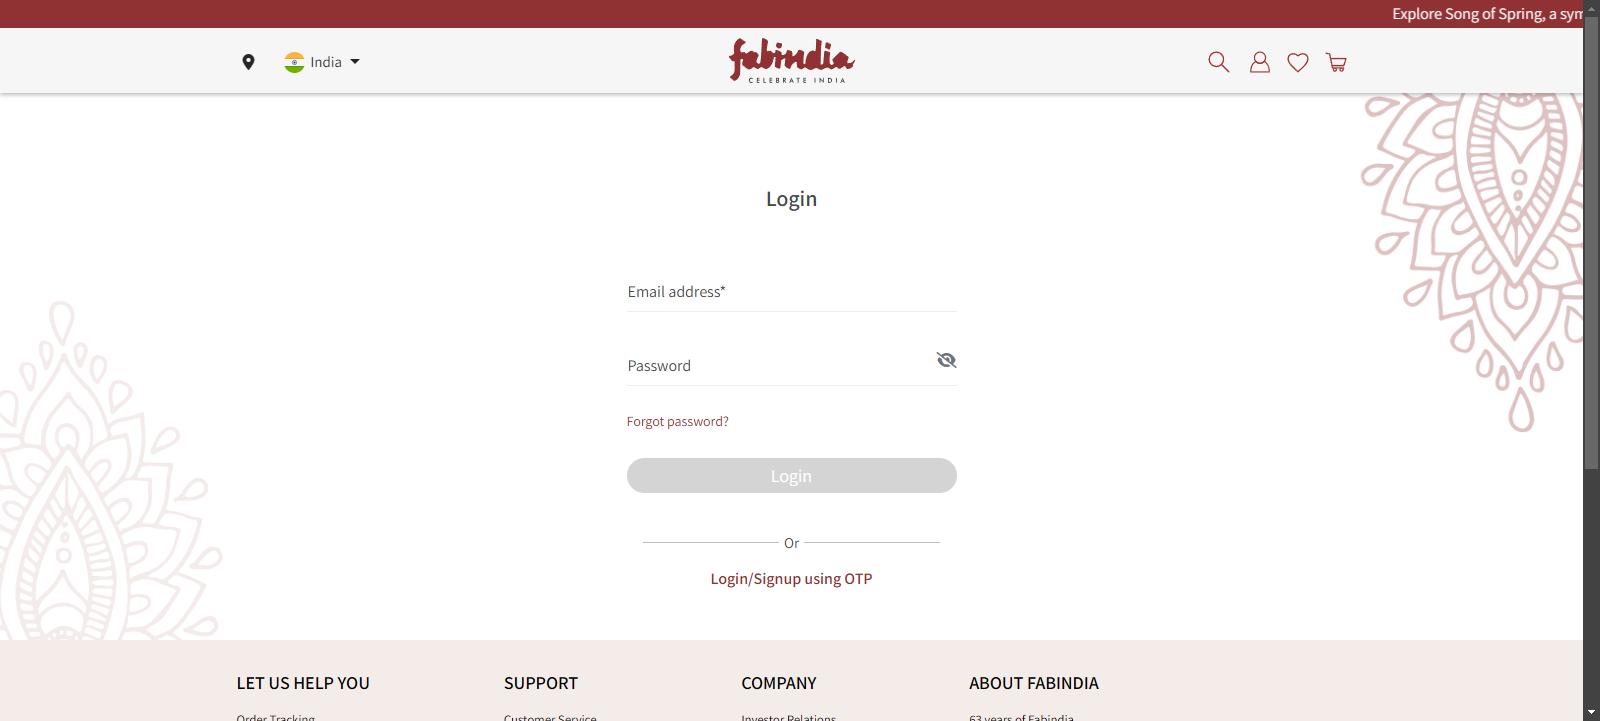 Explore Song of Spring, a sym
India
fabindia
CELEBRATE INDIA
Login
Email address*
Password
Forgot password?
Login
Or
Login/Signup using OTP
LET US HELP YOU
SUPPORT
COMPANY
ABOUT FABINDIA
Order Tracking
Customer Service
Investor Relations
63 years of Fabindia